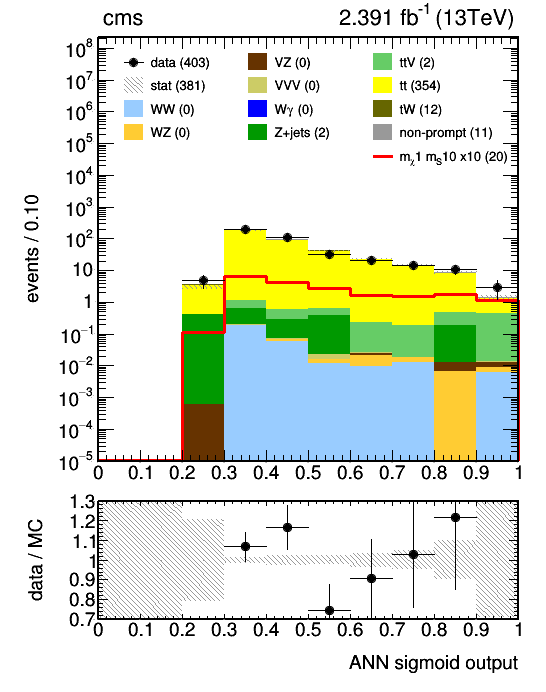 cms 2.391 fb⁻¹ (13TeV)
data (403) VZ (0) ttV (2)
stat (381) VVV (0) tt (354)
WW (0) Wγ (0) tW (12)
WZ (0) Z+jets (2) non-prompt (11)
mχ1 mS10 x10 (20)
events / 0.10
10⁸
10⁷
10⁶
10⁵
10⁴
10³
10²
10
1
10⁻¹
10⁻²
10⁻³
10⁻⁴
10⁻⁵
0 0.1 0.2 0.3 0.4 0.5 0.6 0.7 0.8 0.9 1
data / MC
1.3
1.2
1.1
1
0.9
0.8
0.7
0 0.1 0.2 0.3 0.4 0.5 0.6 0.7 0.8 0.9 1
ANN sigmoid output